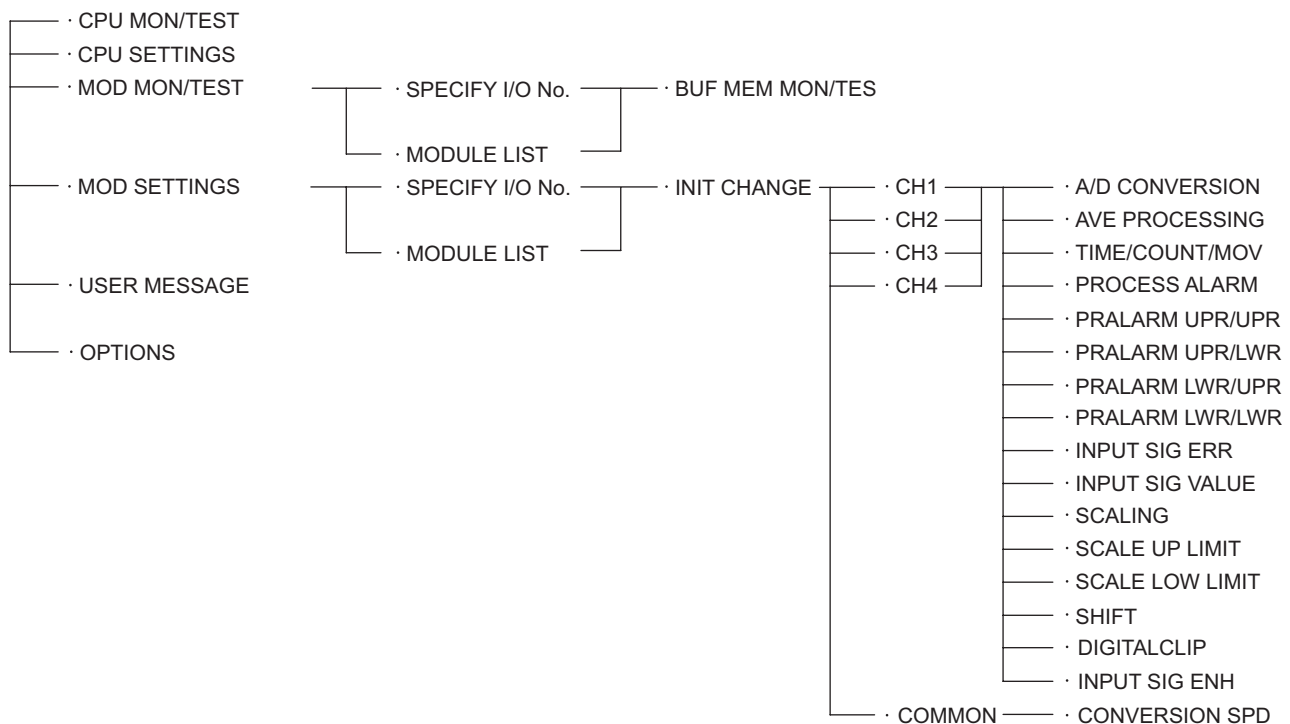 · CPU MON/TEST
· CPU SETTINGS
· MOD MON/TEST
· SPECIFY I/O No.
· BUF MEM MON/TES
· MODULE LIST
· MOD SETTINGS
· SPECIFY I/O No.
· INIT CHANGE
· MODULE LIST
· USER MESSAGE
· OPTIONS
· CH1
· CH2
· CH3
· CH4
· A/D CONVERSION
· AVE PROCESSING
· TIME/COUNT/MOV
· PROCESS ALARM
· PRALARM UPR/UPR
· PRALARM UPR/LWR
· PRALARM LWR/UPR
· PRALARM LWR/LWR
· INPUT SIG ERR
· INPUT SIG VALUE
· SCALING
· SCALE UP LIMIT
· SCALE LOW LIMIT
· SHIFT
· DIGITALCLIP
· INPUT SIG ENH
· COMMON
· CONVERSION SPD